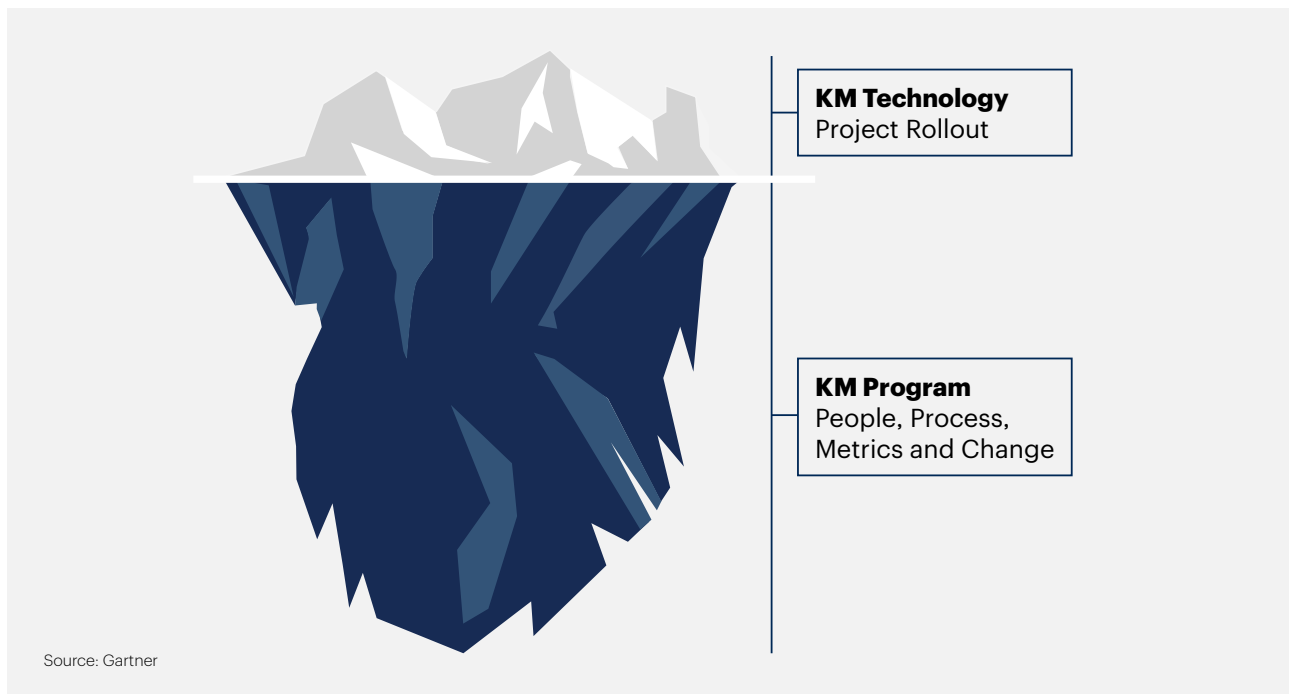 KM Technology
Project Rollout
KM Program
People, Process,
Metrics and Change
Source: Gartner